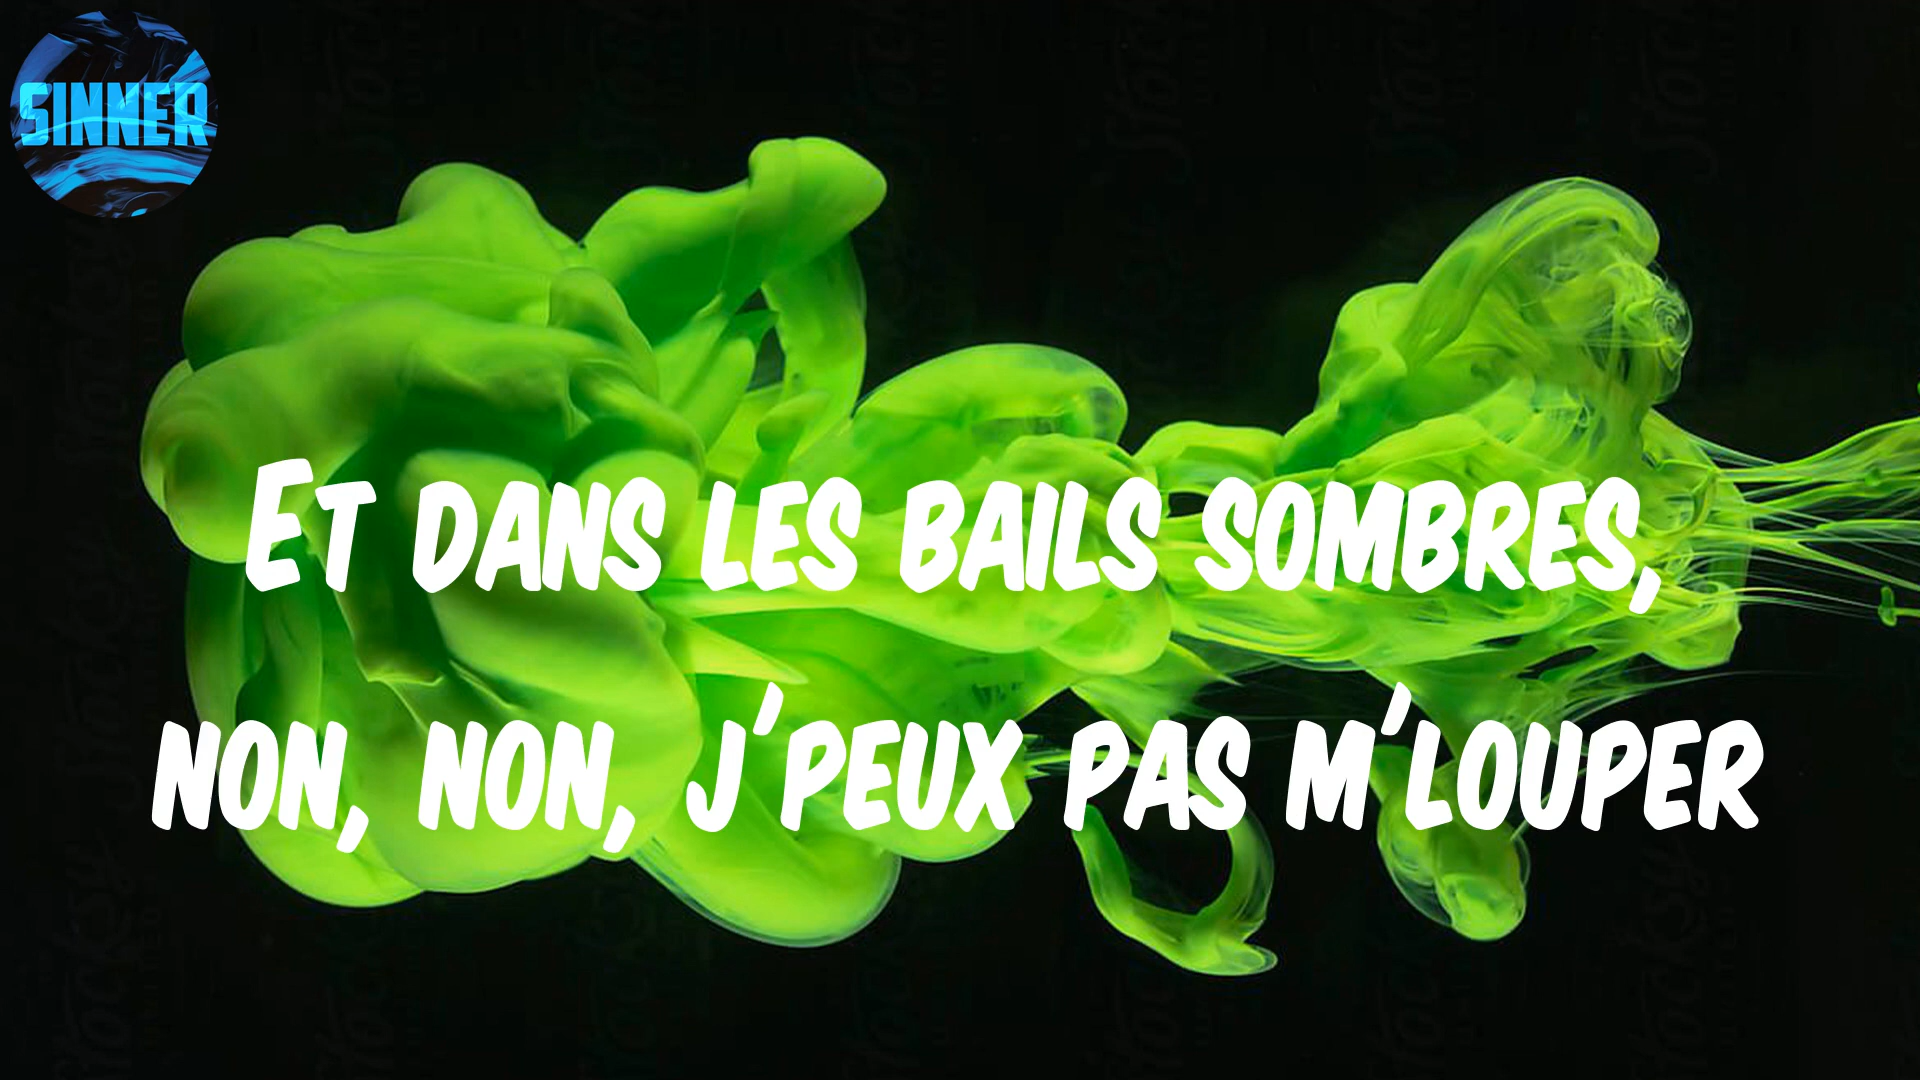 SINNER
Et dans les bails sombres,
non, non, j'peux pas m'louper